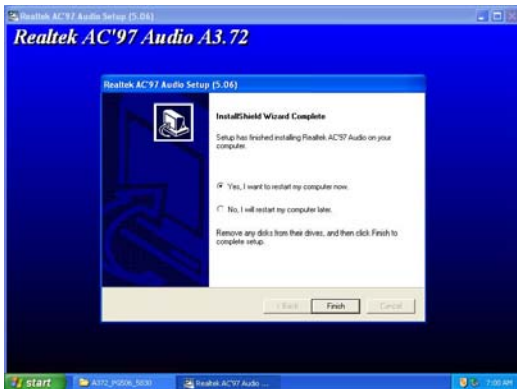 Realtek AC'97 Audio Setup (5.06)
Realtek AC'97 Audio A3.72
Realtek AC'97 Audio Setup (5.06)
InstallShield Wizard Complete
Setup has finished installing Realtek AC'97 Audio on your
computer.
Yes, I want to restart my computer now.
No, I will restart my computer later.
Remove any disks from their drives, and then click Finish to
complete setup.
< Back
Finish
Cancel
start
Realtek AC'97 Audio ...
7:00 AM